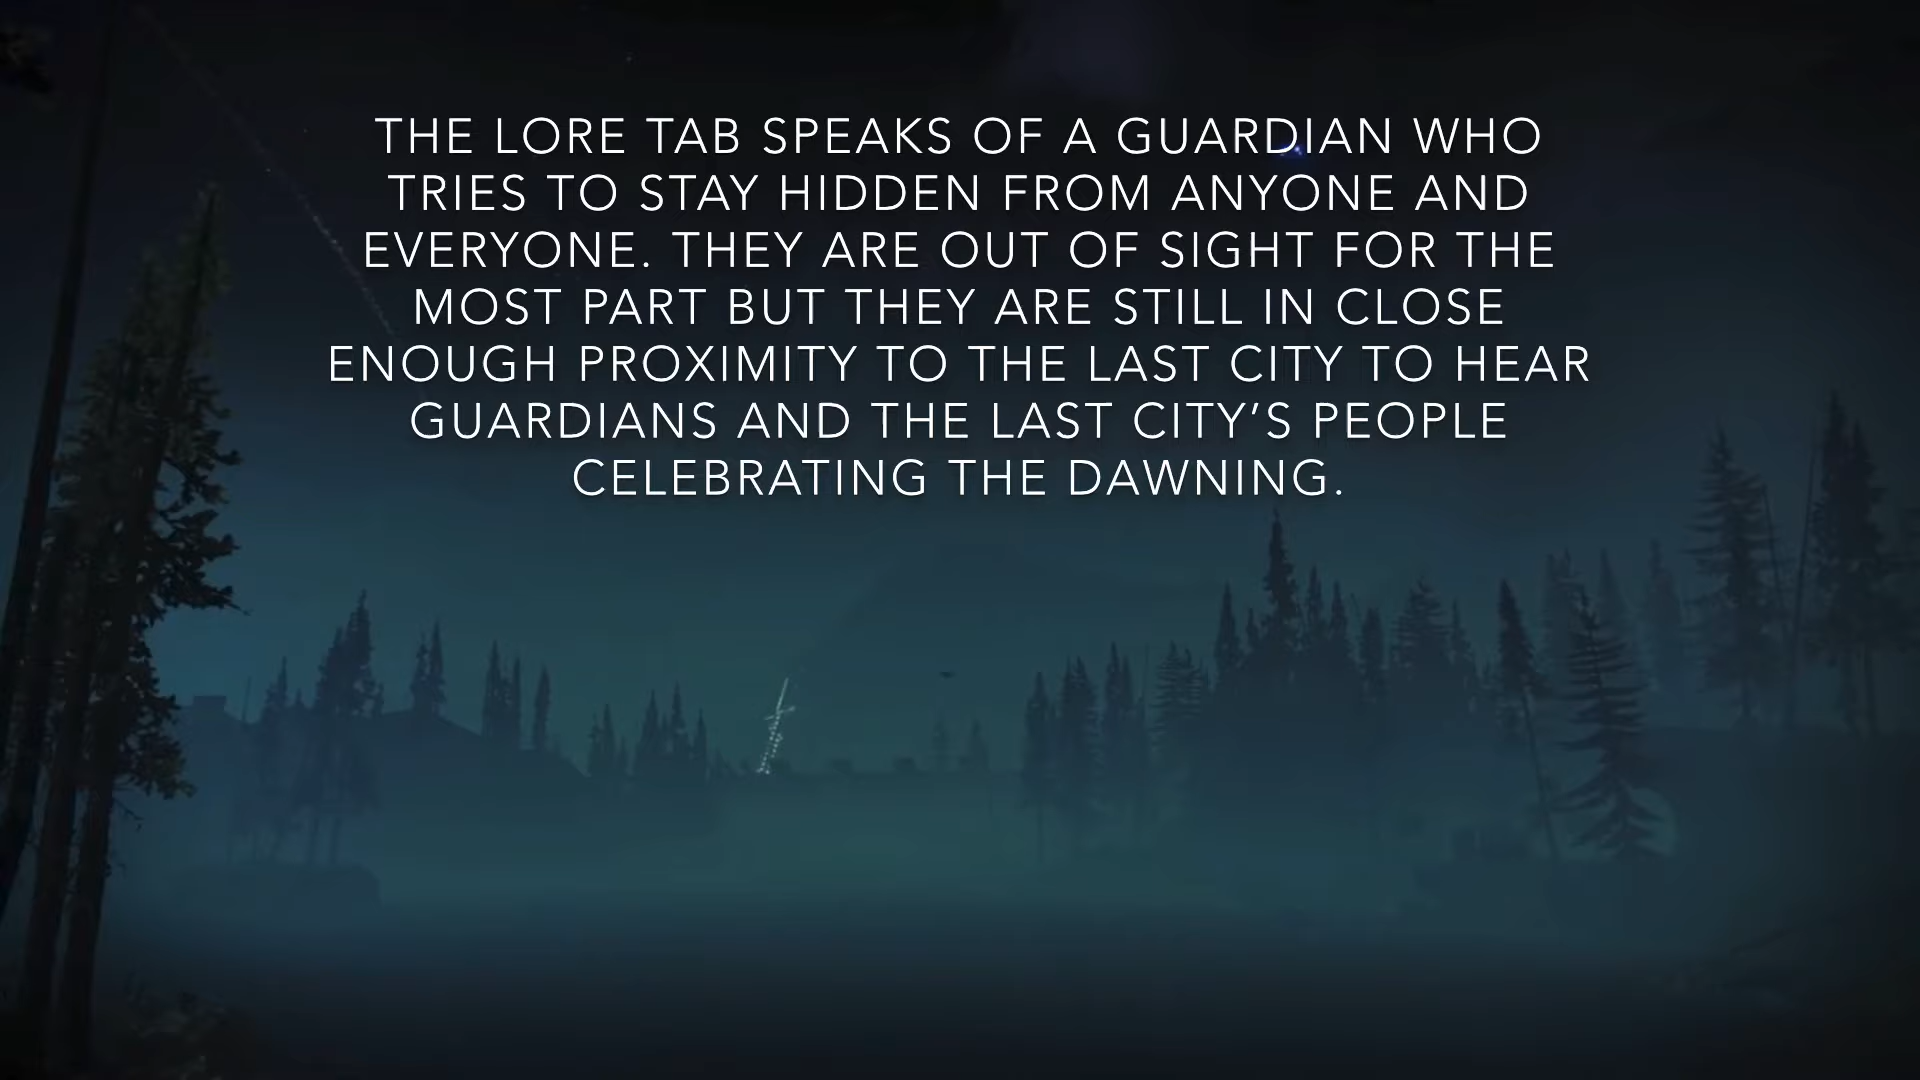 THE LORE TAB SPEAKS OF A GUARDIAN WHO
TRIES TO STAY HIDDEN FROM ANYONE AND
EVERYONE. THEY ARE OUT OF SIGHT FOR THE
MOST PART BUT THEY ARE STILL IN CLOSE
ENOUGH PROXIMITY TO THE LAST CITY TO HEAR
GUARDIANS AND THE LAST CITY’S PEOPLE
CELEBRATING THE DAWNING.